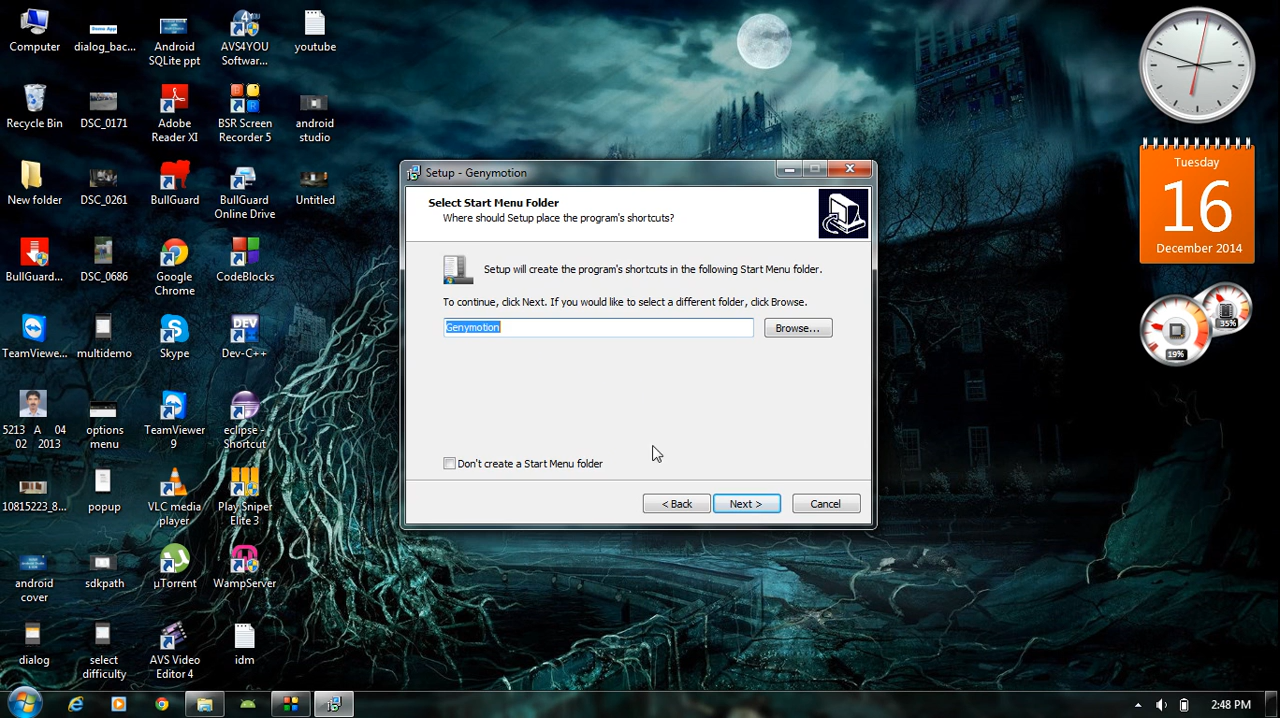 Computer
dialog_bac...
Android
SQLite ppt
AVS4YOU
Softwar...
youtube
Recycle Bin
DSC_0171
Adobe
Reader XI
BSR Screen
Recorder 5
android
studio
New folder
DSC_0261
BullGuard
BullGuard
Online Drive
Untitled
BullGuard...
DSC_0686
Google
Chrome
CodeBlocks
TeamViewe...
multidemo
Skype
DEV
Dev-C++
5213 A 04
02 2013
options
menu
TeamViewer
9
eclipse -
Shortcut
10815223_8...
popup
VLC media
player
Play Sniper
Elite 3
android
cover
sdkpath
µTorrent
WampServer
dialog
select
difficulty
AVS Video
Editor 4
idm
Setup - Genymotion
Select Start Menu Folder
Where should Setup place the program's shortcuts?
Setup will create the program's shortcuts in the following Start Menu folder.
To continue, click Next. If you would like to select a different folder, click Browse.
Genymotion
Browse...
Don't create a Start Menu folder
< Back
Next >
Cancel
Tuesday
16
December 2014
35%
19%
2:48 PM